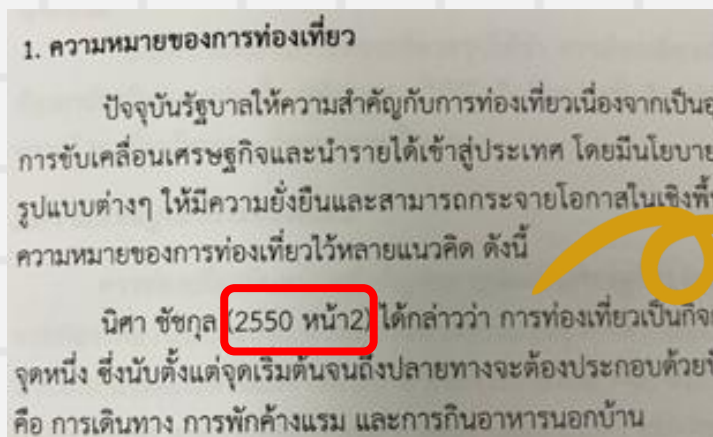 1. ความหมายของการท่องเที่ยว
ปัจจุบันรัฐบาลให้ความสำคัญกับการท่องเที่ยวเนื่องจากเป็น
การขับเคลื่อนเศรษฐกิจและนำรายได้เข้าสู่ประเทศ โดยมีนโยบาย
รูปแบบต่างๆ ให้มีความยั่งยืนและสามารถกระจายโอกาสในเชิง
ความหมายของการท่องเที่ยวไว้หลายแนวคิด ดังนี้
นิศา ชัชกุล (2550 หน้า2) ได้กล่าวว่า การท่องเที่ยวเป็น
จุดหนึ่ง ซึ่งนับตั้งแต่จุดเริ่มต้นจนถึงปลายทางจะต้องประกอบด้วย
คือ การเดินทาง การพักค้างแรม และการกินอาหารนอกบ้าน